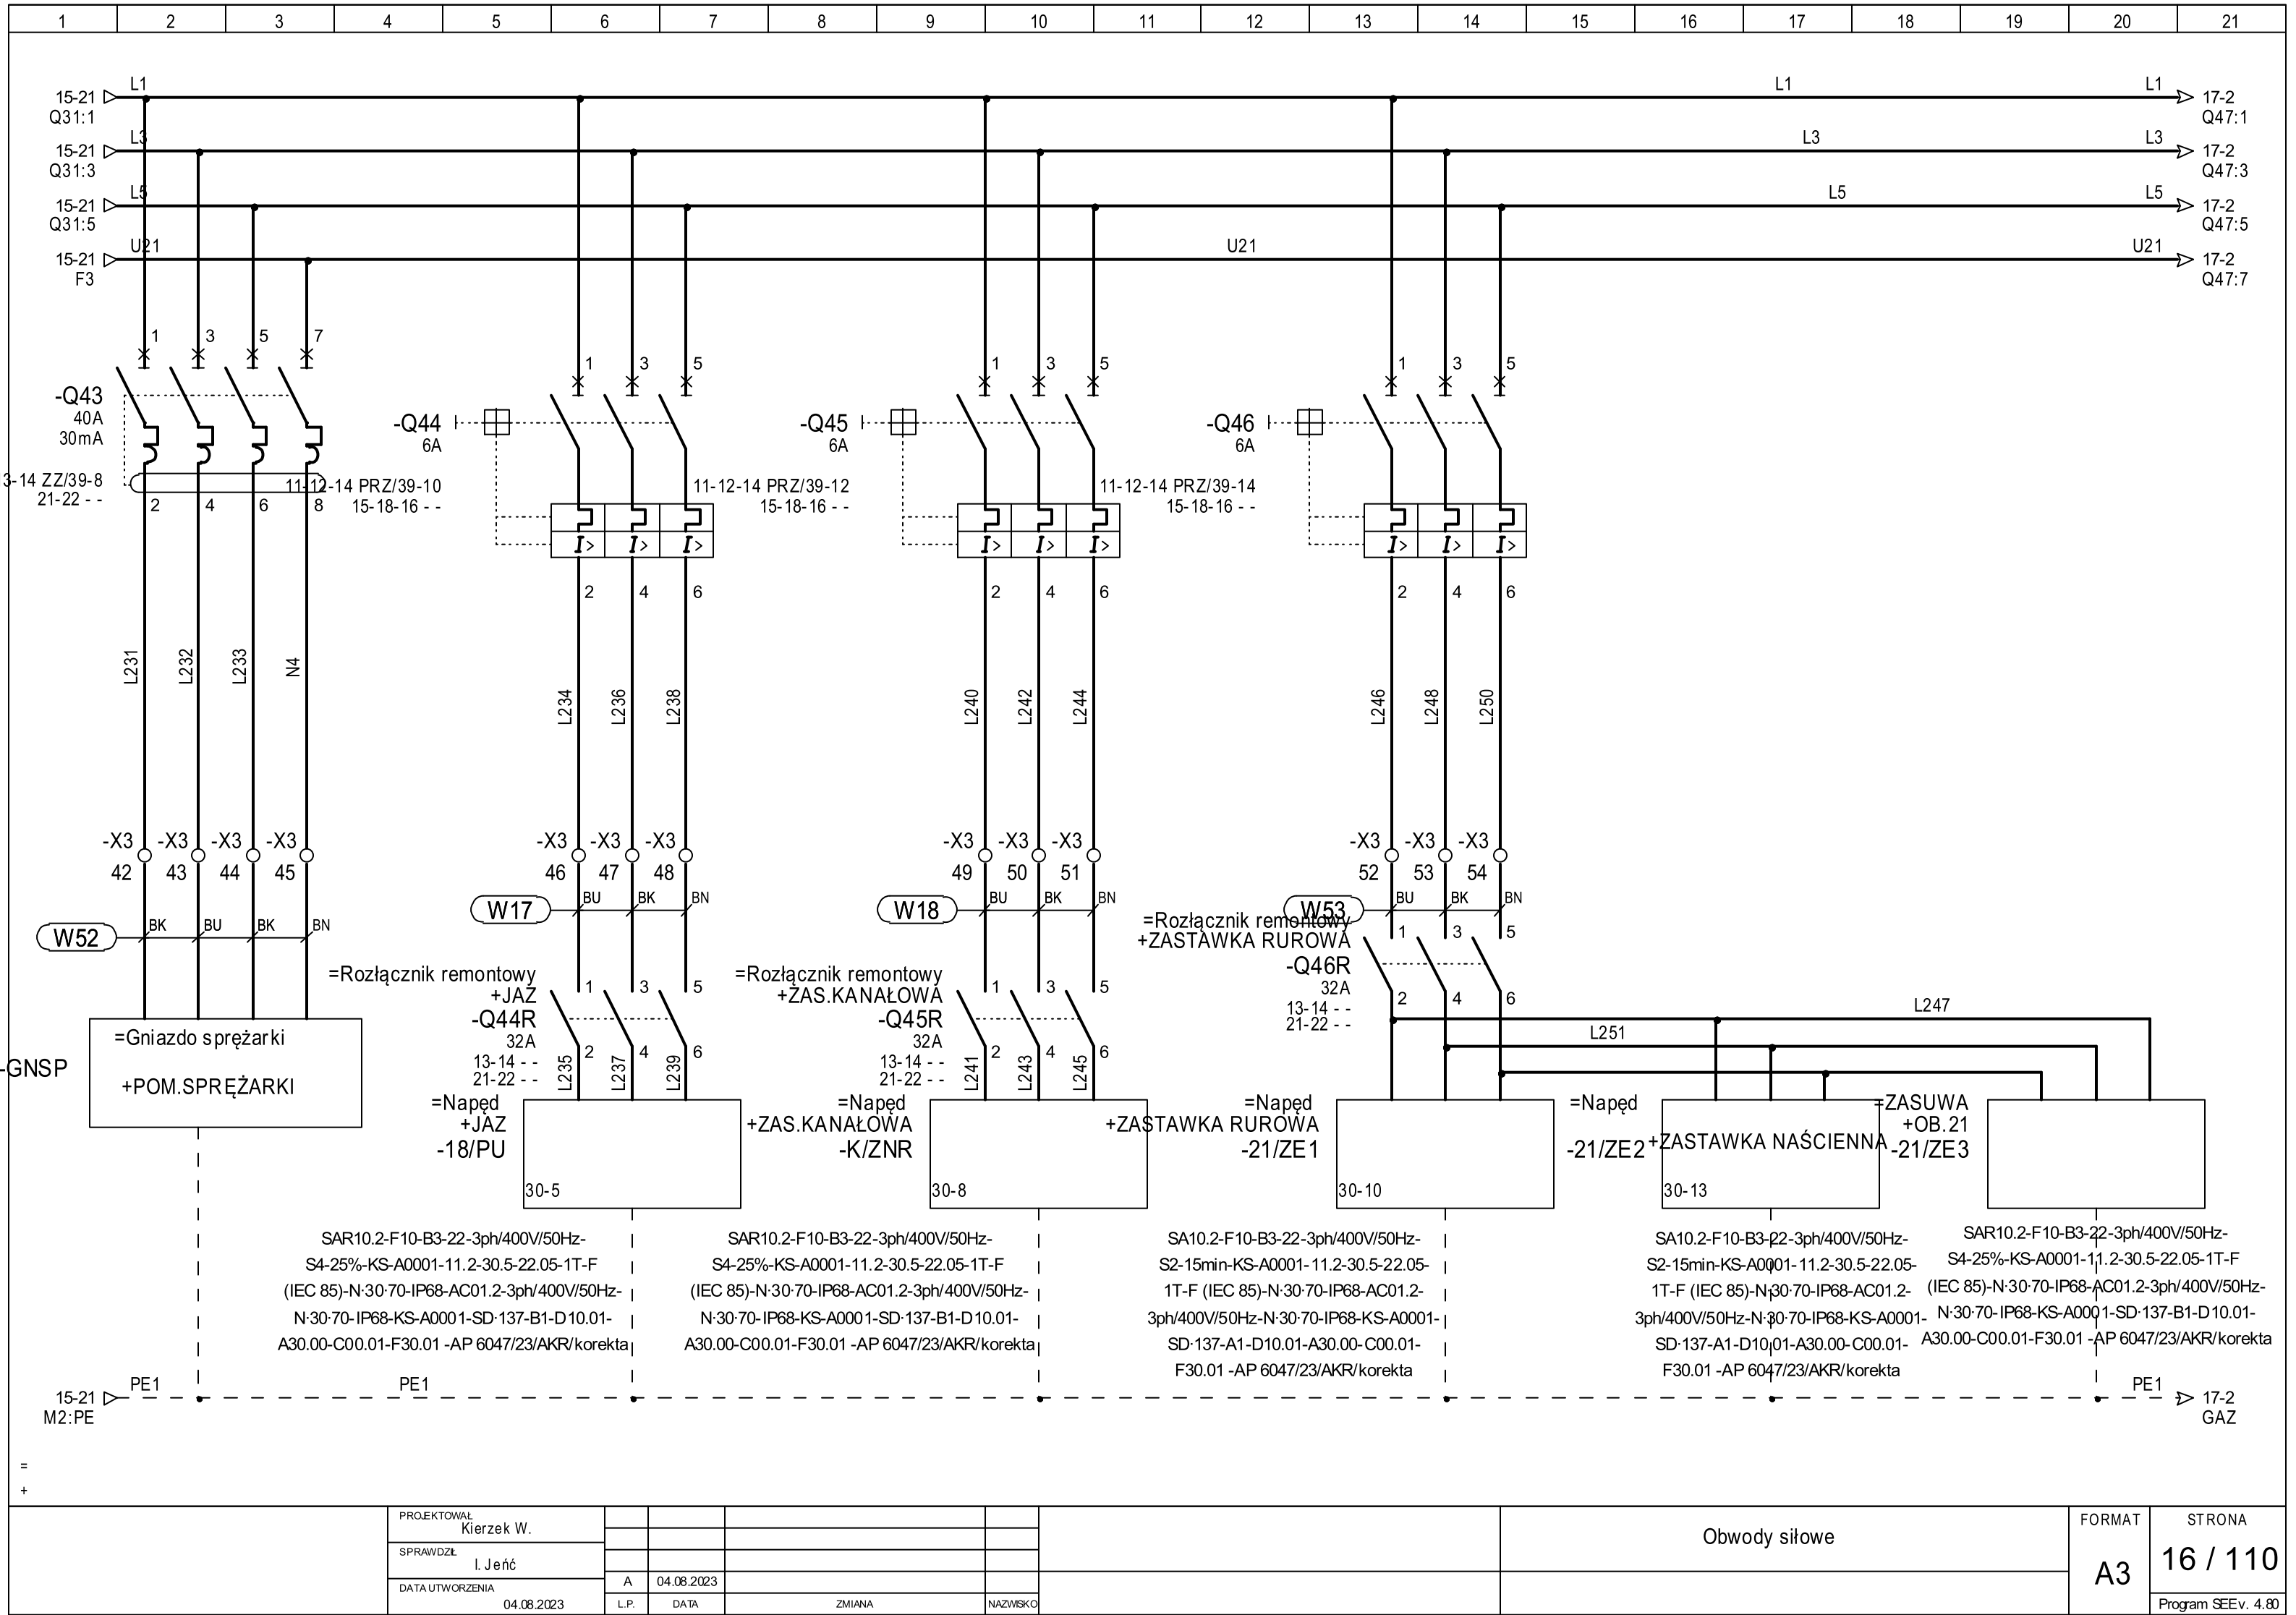 1 2 3 4 5 6 7 8 9 10 11 12 13 14 15 16 17 18 19 20 21
15-21 L1 L1 L1 17-2
Q31:1 Q47:1
15-21 L3 L3 L3 17-2
Q31:3 Q47:3
15-21 L5 L5 L5 17-2
Q31:5 Q47:5
15-21 U21 U21 U21 17-2
F3 Q47:7
1 3 5 7
-Q43
40A
30mA
3-14 ZZ/39-8
21-22 - -
2 4 6 8
1 3 5
-Q44
6A
11-12-14 PRZ/39-10
15-18-16 - -
I> I> I>
2 4 6
1 3 5
-Q45
6A
11-12-14 PRZ/39-12
15-18-16 - -
I> I> I>
2 4 6
1 3 5
-Q46
6A
11-12-14 PRZ/39-14
15-18-16 - -
I> I> I>
2 4 6
L231 L232 L233 N4
L234 L236 L238
L240 L242 L244
L246 L248 L250
-X3 -X3 -X3 -X3
42 43 44 45
-X3 -X3 -X3
46 47 48
-X3 -X3 -X3
49 50 51
-X3 -X3 -X3
52 53 54
W52 BK BU BK BN
W17 BU BK BN
W18 BU BK BN
W53 BU BK BN
=Rozłącznik remontowy
+JAZ
-Q44R
32A
13-14 - -
21-22 - -
1 3 5
2 4 6
L235 L237 L239
=Rozłącznik remontowy
+ZAS.KANAŁOWA
-Q45R
32A
13-14 - -
21-22 - -
1 3 5
2 4 6
L241 L243 L245
=Rozłącznik remontowy
+ZASTAWKA RUROWA
-Q46R
32A
13-14 - -
21-22 - -
1 3 5
2 4 6
L247
L251
-GNSP
=Gniazdo sprężarki
+POM.SPRĘŻARKI
=Napęd
+JAZ
-18/PU
30-5
=Napęd
+ZAS.KANAŁOWA
-K/ZNR
30-8
=Napęd
+ZASTAWKA RUROWA
-21/ZE1
30-10
=Napęd
+ZASTAWKA NAŚCIENNA
-21/ZE2
30-13
=ZASUWA
+OB.21
-21/ZE3
SAR10.2-F10-B3-22-3ph/400V/50Hz-
S4-25%-KS-A0001-11.2-30.5-22.05-1T-F
(IEC 85)-N·30·70-IP68-AC01.2-3ph/400V/50Hz-
N·30·70-IP68-KS-A0001-SD·137-B1-D10.01-
A30.00-C00.01-F30.01 -AP 6047/23/AKR/korekta
SAR10.2-F10-B3-22-3ph/400V/50Hz-
S4-25%-KS-A0001-11.2-30.5-22.05-1T-F
(IEC 85)-N·30·70-IP68-AC01.2-3ph/400V/50Hz-
N·30·70-IP68-KS-A0001-SD·137-B1-D10.01-
A30.00-C00.01-F30.01 -AP 6047/23/AKR/korekta
SA10.2-F10-B3-22-3ph/400V/50Hz-
S2-15min-KS-A0001-11.2-30.5-22.05-
1T-F (IEC 85)-N·30·70-IP68-AC01.2-
3ph/400V/50Hz-N·30·70-IP68-KS-A0001-
SD·137-A1-D10.01-A30.00-C00.01-
F30.01 -AP 6047/23/AKR/korekta
SA10.2-F10-B3-22-3ph/400V/50Hz-
S2-15min-KS-A0001-11.2-30.5-22.05-
1T-F (IEC 85)-N·30·70-IP68-AC01.2-
3ph/400V/50Hz-N·30·70-IP68-KS-A0001-
SD·137-A1-D10.01-A30.00-C00.01-
F30.01 -AP 6047/23/AKR/korekta
SAR10.2-F10-B3-22-3ph/400V/50Hz-
S4-25%-KS-A0001-11.2-30.5-22.05-1T-F
(IEC 85)-N·30·70-IP68-AC01.2-3ph/400V/50Hz-
N·30·70-IP68-KS-A0001-SD·137-B1-D10.01-
A30.00-C00.01-F30.01 -AP 6047/23/AKR/korekta
15-21 PE1 PE1 PE1 17-2
M2:PE GAZ
=
+
PROJEKTOWAŁ
Kierzek W.
SPRAWDZIŁ
I. Jeńć
DATA UTWORZENIA
04.08.2023
A 04.08.2023
L.P. DATA ZMIANA NAZWISKO
Obwody siłowe
FORMAT
A3
STRONA
16 / 110
Program SEE v. 4.80